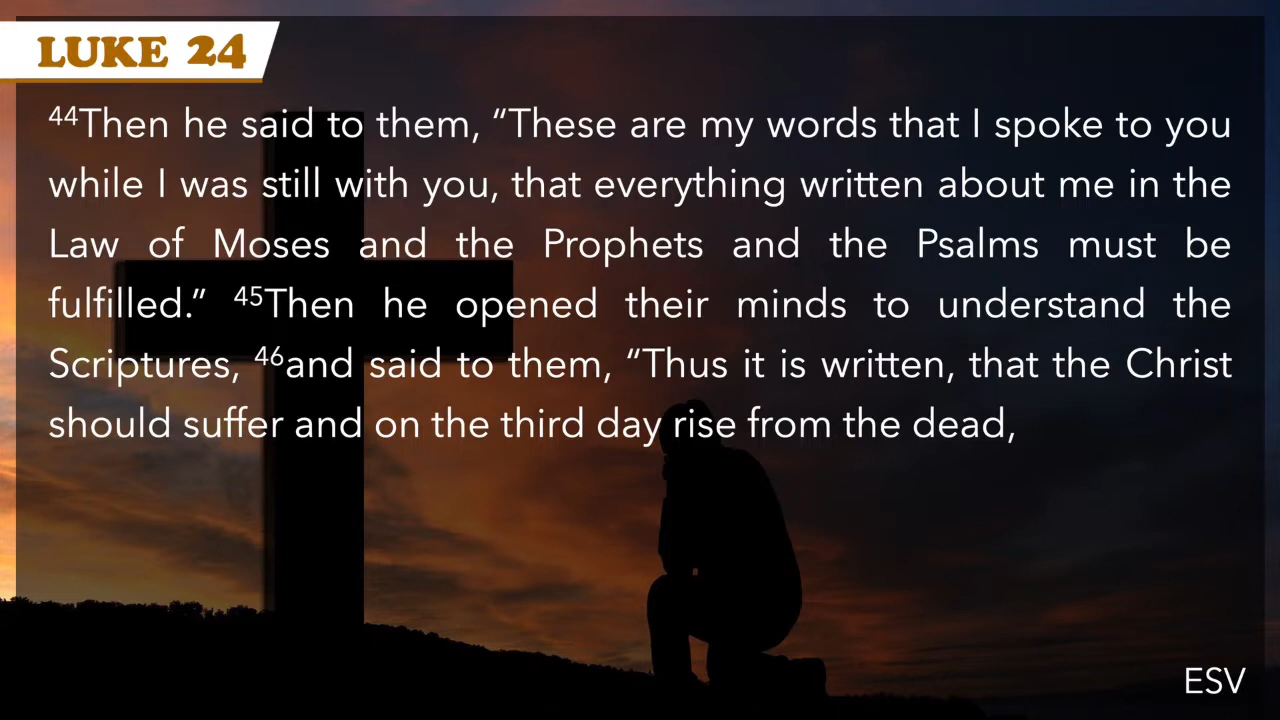 LUKE 24
⁴⁴Then he said to them, “These are my words that I spoke to you
while I was still with you, that everything written about me in the
Law of Moses and the Prophets and the Psalms must be
fulfilled.” ⁴⁵Then he opened their minds to understand the
Scriptures, ⁴⁶and said to them, “Thus it is written, that the Christ
should suffer and on the third day rise from the dead,
ESV